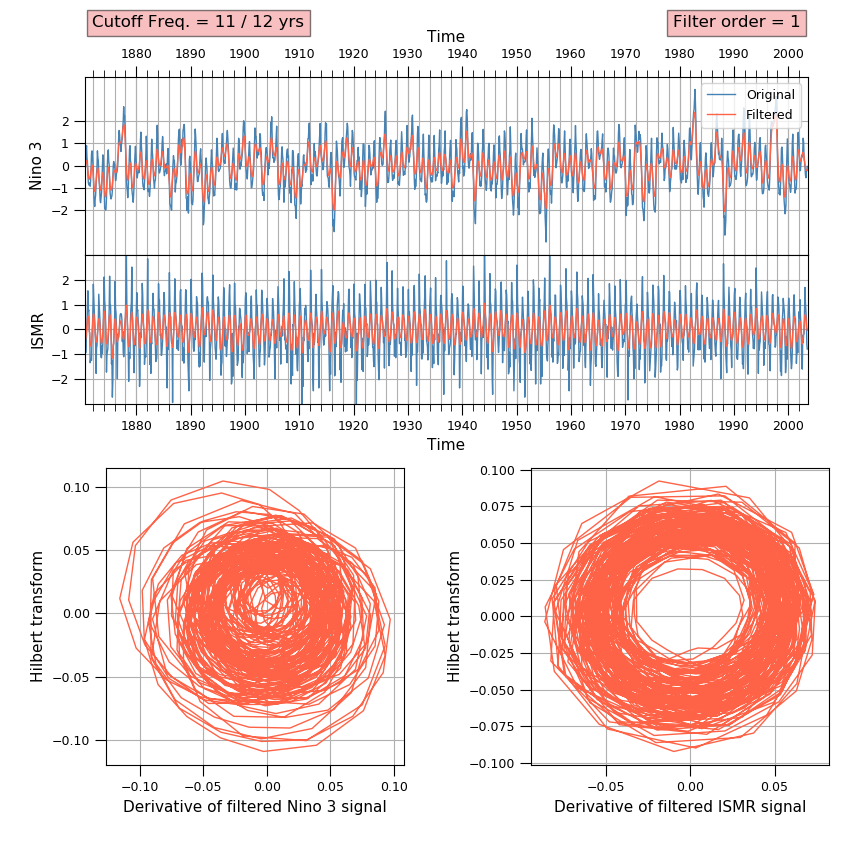 Cutoff Freq. = 11 / 12 yrs
Filter order = 1
Time
1880 1890 1900 1910 1920 1930 1940 1950 1960 1970 1980 1990 2000
Original
Filtered
Nino 3
2
1
0
−1
−2
ISMR
2
1
0
−1
−2
1880 1890 1900 1910 1920 1930 1940 1950 1960 1970 1980 1990 2000
Time
Hilbert transform
0.10
0.05
0.00
−0.05
−0.10
−0.10 −0.05 0.00 0.05 0.10
Derivative of filtered Nino 3 signal
Hilbert transform
0.100
0.075
0.050
0.025
0.000
−0.025
−0.050
−0.075
−0.100
−0.05 0.00 0.05
Derivative of filtered ISMR signal